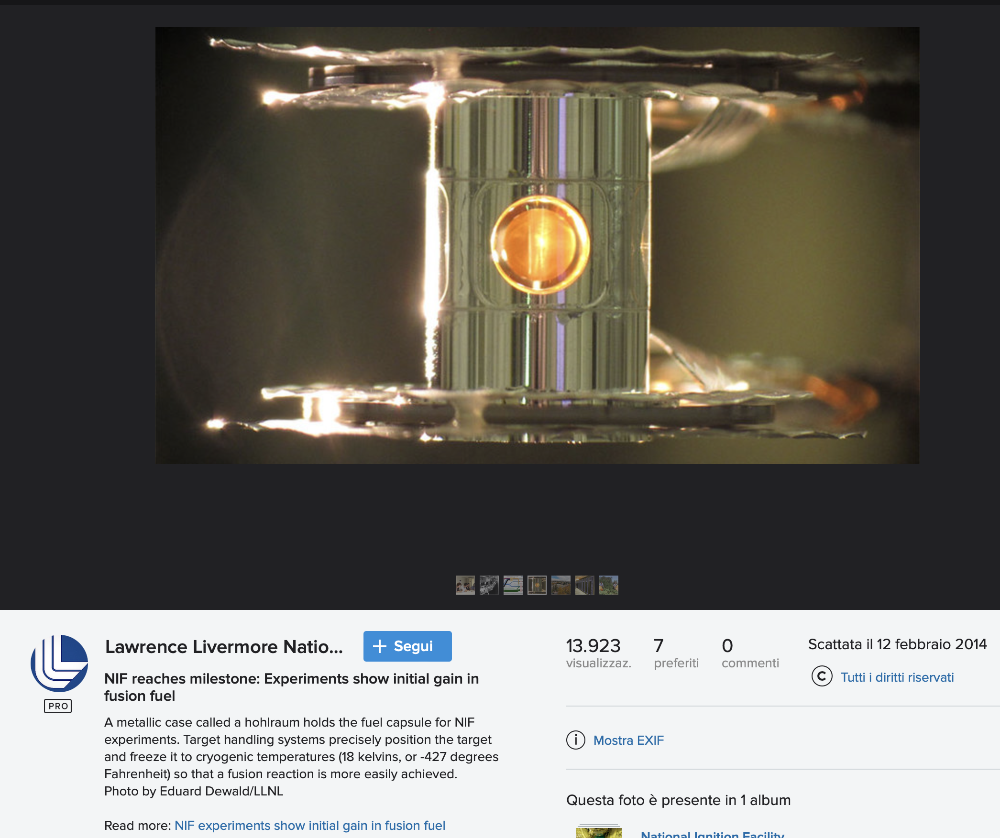 Lawrence Livermore Natio...
+ Segui
NIF reaches milestone: Experiments show initial gain in
fusion fuel
PRO
A metallic case called a hohlraum holds the fuel capsule for NIF
experiments. Target handling systems precisely position the target
and freeze it to cryogenic temperatures (18 kelvins, or -427 degrees
Fahrenheit) so that a fusion reaction is more easily achieved.
Photo by Eduard Dewald/LLNL
Read more: NIF experiments show initial gain in fusion fuel
13.923
visualizzaz.
7
preferiti
0
commenti
Scattata il 12 febbraio 2014
C Tutti i diritti riservati
i Mostra EXIF
Questa foto è presente in 1 album
National Ignition Facility